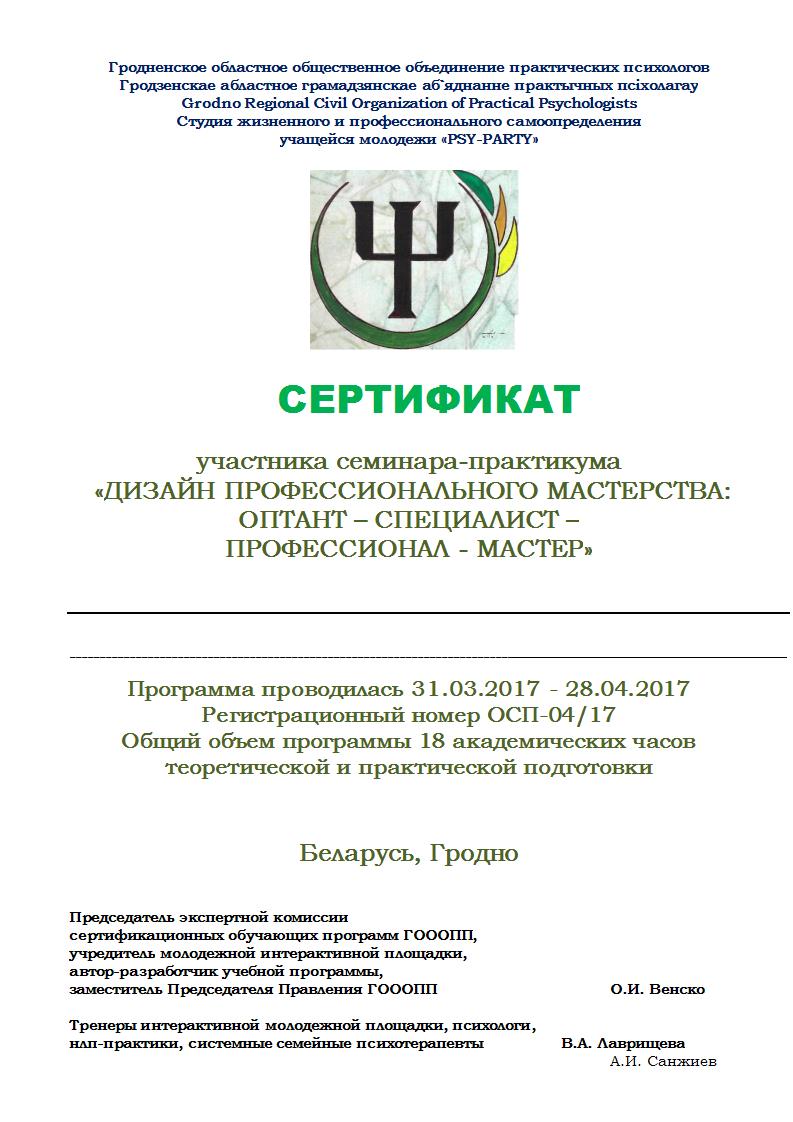 Гродненское областное общественное объединение практических психологов
Гродзенскае абластное грамадзянскае аб`яднанне практычных псіхолагау
Grodno Regional Civil Organization of Practical Psychologists
Студия жизненного и профессионального самоопределения
учащейся молодежи «PSY-PARTY»
СЕРТИФИКАТ
участника семинара-практикума
«ДИЗАЙН ПРОФЕССИОНАЛЬНОГО МАСТЕРСТВА:
ОПТАНТ – СПЕЦИАЛИСТ –
ПРОФЕССИОНАЛ - МАСТЕР»
Программа проводилась 31.03.2017 - 28.04.2017
Регистрационный номер ОСП-04/17
Общий объем программы 18 академических часов
теоретической и практической подготовки
Беларусь, Гродно
Председатель экспертной комиссии
сертификационных обучающих программ ГОООПП,
учредитель молодежной интерактивной площадки,
автор-разработчик учебной программы,
заместитель Председателя Правления ГОООПП О.И. Венско
Тренеры интерактивной молодежной площадки, психологи,
нлп-практики, системные семейные психотерапевты В.А. Лаврищева
А.И. Санжиев